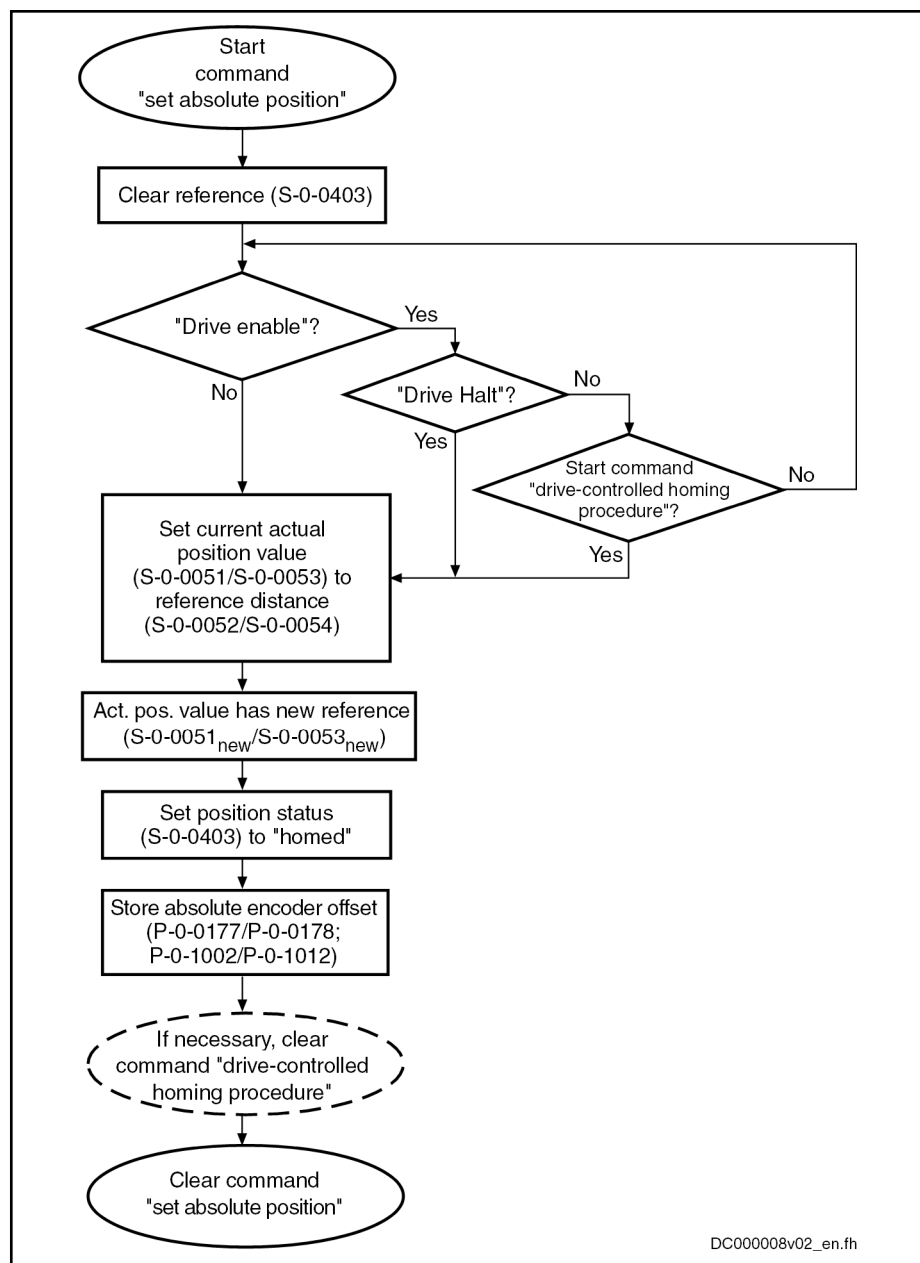 Start
command
"set absolute position"
Clear reference (S-0-0403)
"Drive enable"?
Yes
No
"Drive Halt"?
No
Yes
Start command
"drive-controlled homing
procedure"?
No
Yes
Set current actual
position value
(S-0-0051/S-0-0053) to
reference distance
(S-0-0052/S-0-0054)
Act. pos. value has new reference
(S-0-0051new/S-0-0053new)
Set position status
(S-0-0403) to "homed"
Store absolute encoder offset
(P-0-0177/P-0-0178;
P-0-1002/P-0-1012)
If necessary, clear
command "drive-controlled
homing procedure"
Clear command
"set absolute position"
DC000008v02_en.fh